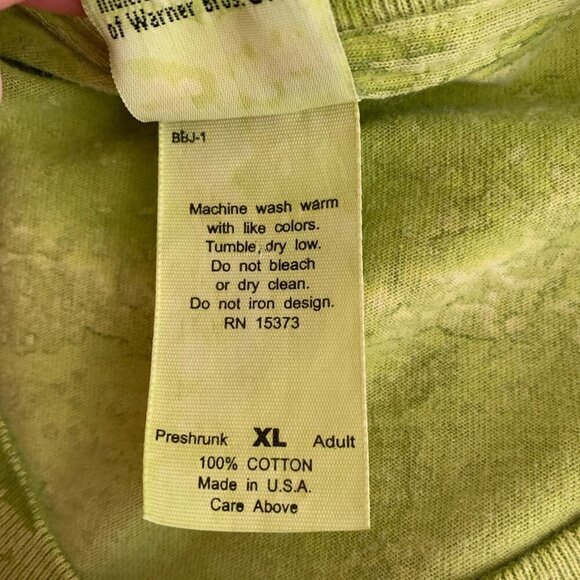 of Warner Bros.
BBJ-1
Machine wash warm
with like colors.
Tumble, dry low.
Do not bleach
or dry clean.
Do not iron design.
RN 15373
Preshrunk XL Adult
100% COTTON
Made in U.S.A.
Care Above